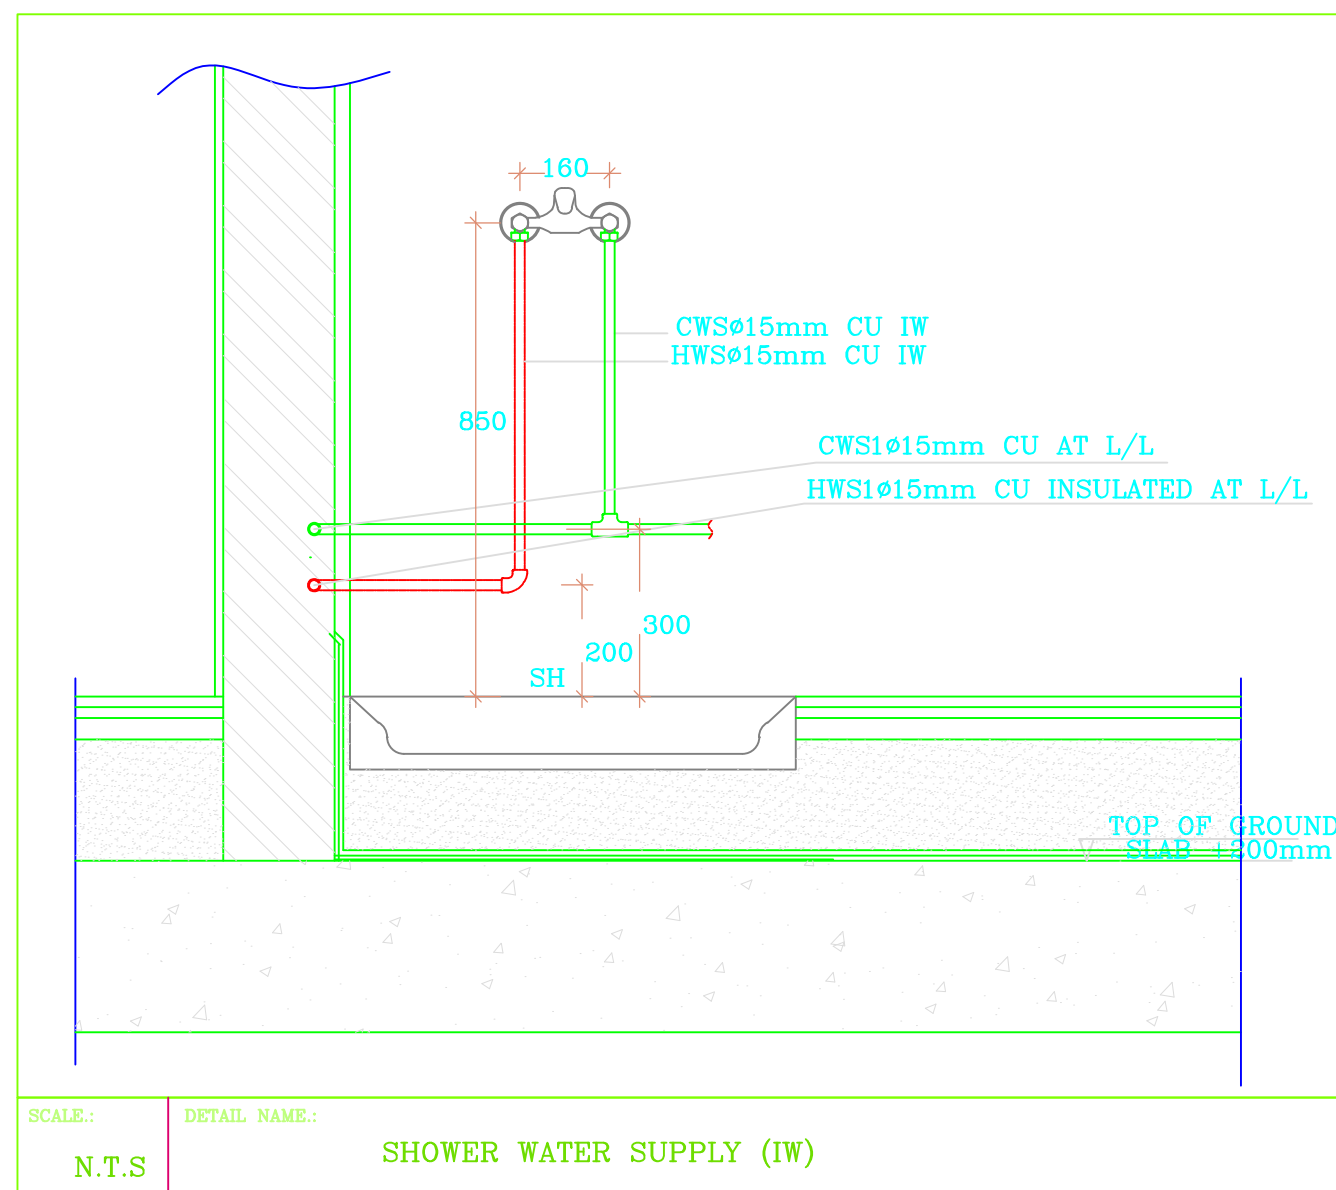 160
CWSø15mm CU IW
HWSø15mm CU IW
850
CWS1ø15mm CU AT L/L
HWS1ø15mm CU INSULATED AT L/L
300
200
SH
TOP OF GROUND
SLAB +200mm
SCALE.:
DETAIL NAME.:
SHOWER WATER SUPPLY (IW)
N.T.S